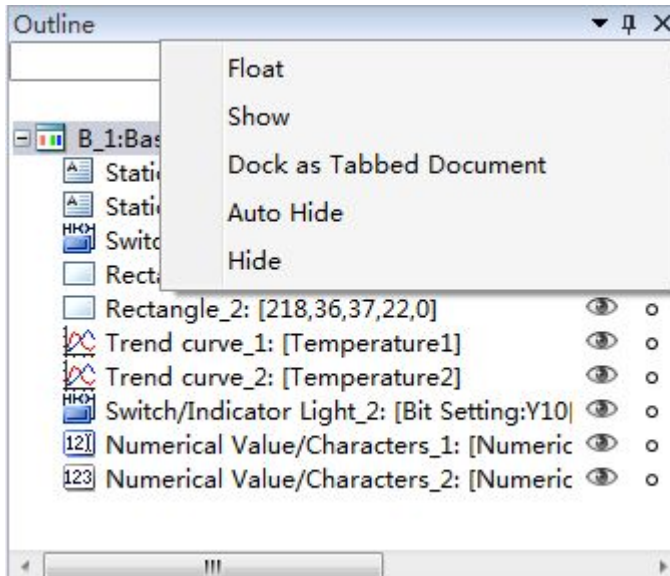 Outline
Float
Show
Dock as Tabbed Document
Auto Hide
Hide
B_1:Bas
Stati
Stati
Switc
Recta
Rectangle_2: [218,36,37,22,0]
Trend curve_1: [Temperature1]
Trend curve_2: [Temperature2]
Switch/Indicator Light_2: [Bit Setting:Y10|
Numerical Value/Characters_1: [Numeric
Numerical Value/Characters_2: [Numeric